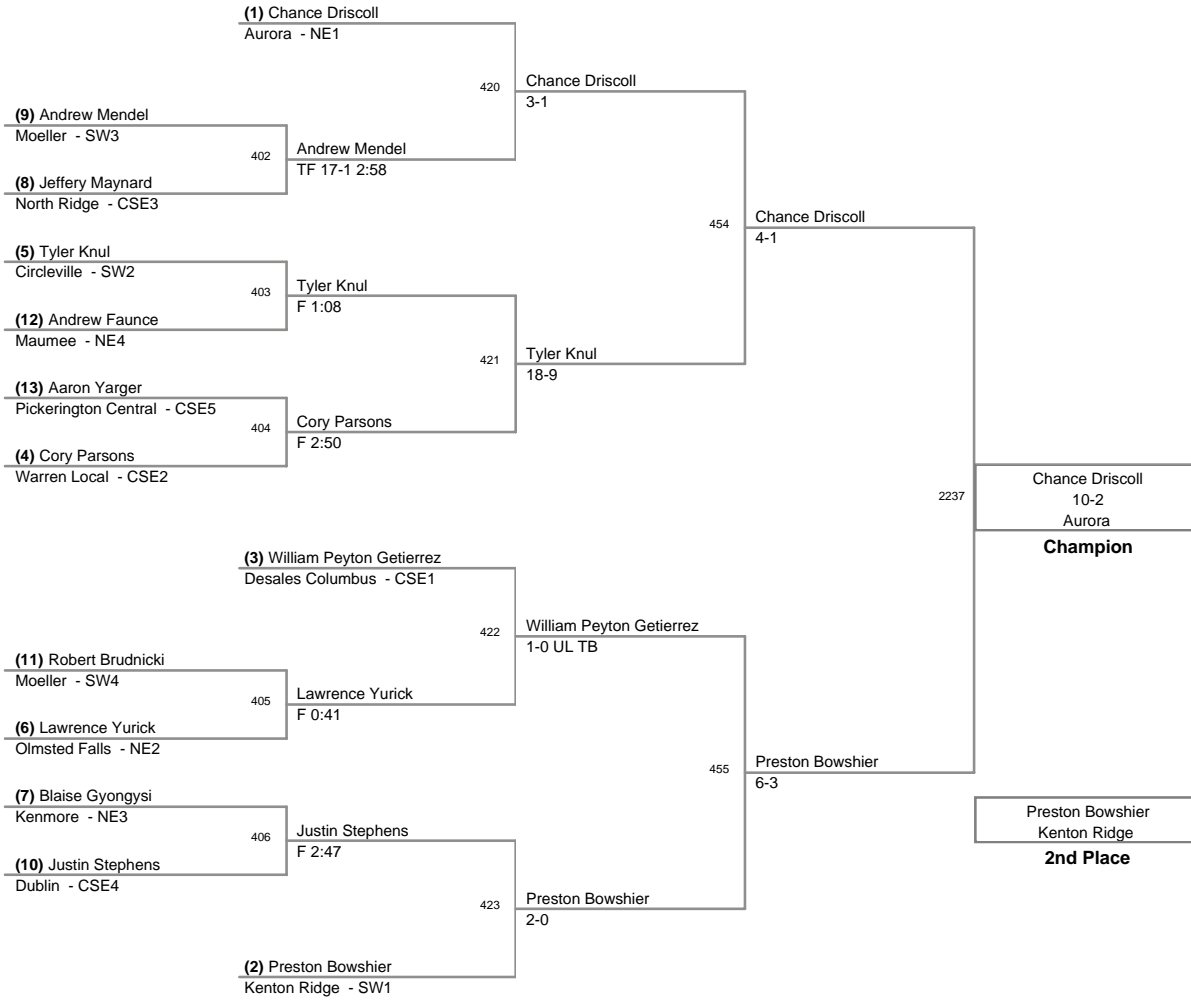 (1) Chance Driscoll
Aurora - NE1
420
Chance Driscoll
3-1
(9) Andrew Mendel
Moeller - SW3
402
Andrew Mendel
TF 17-1 2:58
(8) Jeffery Maynard
North Ridge - CSE3
454
Chance Driscoll
4-1
(5) Tyler Knul
Circleville - SW2
403
Tyler Knul
F 1:08
(12) Andrew Faunce
Maumee - NE4
421
Tyler Knul
18-9
(13) Aaron Yarger
Pickerington Central - CSE5
404
Cory Parsons
F 2:50
(4) Cory Parsons
Warren Local - CSE2
2237
Chance Driscoll
10-2
Aurora
Champion
(3) William Peyton Getierrez
Desales Columbus - CSE1
422
William Peyton Getierrez
1-0 UL TB
(11) Robert Brudnicki
Moeller - SW4
405
Lawrence Yurick
F 0:41
(6) Lawrence Yurick
Olmsted Falls - NE2
455
Preston Bowshier
6-3
(7) Blaise Gyongysi
Kenmore - NE3
406
Justin Stephens
F 2:47
(10) Justin Stephens
Dublin - CSE4
Preston Bowshier
Kenton Ridge
2nd Place
423
Preston Bowshier
2-0
(2) Preston Bowshier
Kenton Ridge - SW1